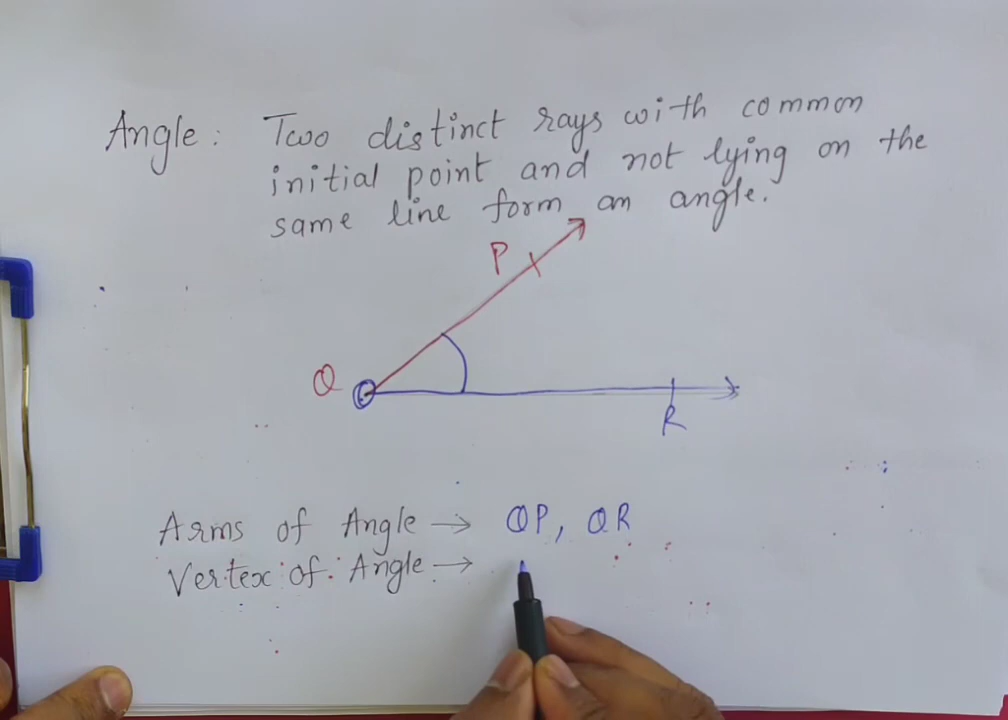 Angle: Two distinct rays with common
initial point and not lying on the
same line form an angle.
P
Q
R
Arms of Angle → QP, QR
Vertex of Angle →